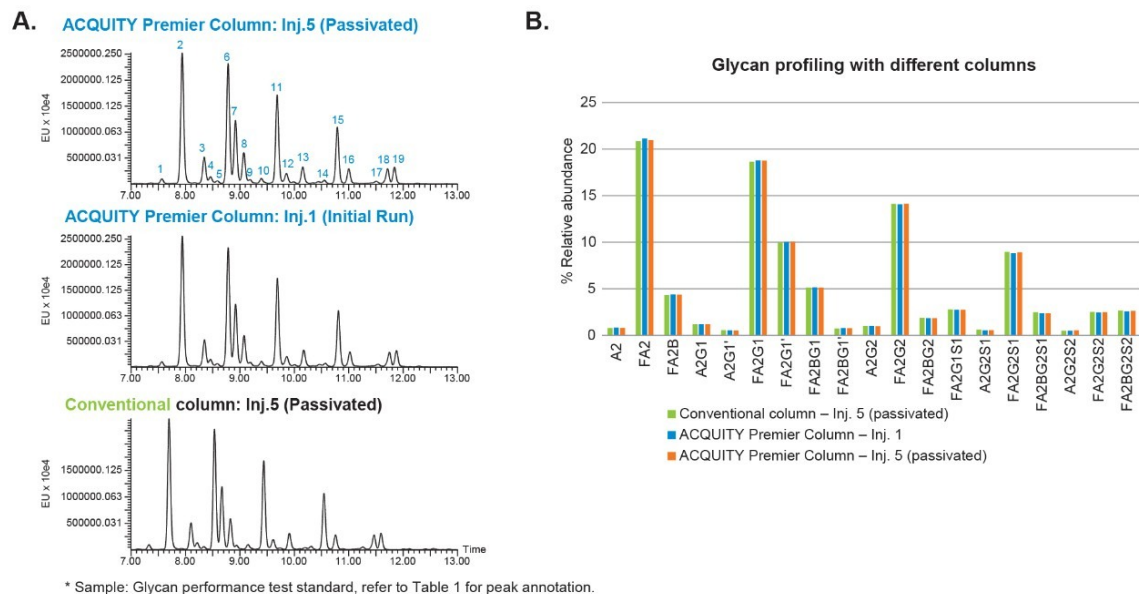 A.
ACQUITY Premier Column: Inj.5 (Passivated)
EU x 10e4
2500000.250
2000000.125
1500000.125
1000000.063
500000.031
1
2
3
4
5
6
7
8
9
10
11
12
13
14
15
16
17
18
19
7.00 8.00 9.00 10.00 11.00 12.00 13.00
ACQUITY Premier Column: Inj.1 (Initial Run)
EU x 10e4
2500000.250
2000000.125
1500000.125
1000000.063
500000.031
7.00 8.00 9.00 10.00 11.00 12.00 13.00
Conventional column: Inj.5 (Passivated)
EU x 10e4
1500000.125
1000000.063
500000.031
Time
7.00 8.00 9.00 10.00 11.00 12.00 13.00
* Sample: Glycan performance test standard, refer to Table 1 for peak annotation.
B.
Glycan profiling with different columns
% Relative abundance
25
20
15
10
5
0
A2
FA2
FA2B
A2G1
A2G1'
FA2G1
FA2G1'
FA2BG1
FA2BG1'
A2G2
FA2G2
FA2BG2
FA2G1S1
A2G2S1
FA2G2S1
FA2BG2S1
A2G2S2
FA2G2S2
FA2BG2S2
Conventional column – Inj. 5 (passivated)
ACQUITY Premier Column – Inj. 1
ACQUITY Premier Column – Inj. 5 (passivated)